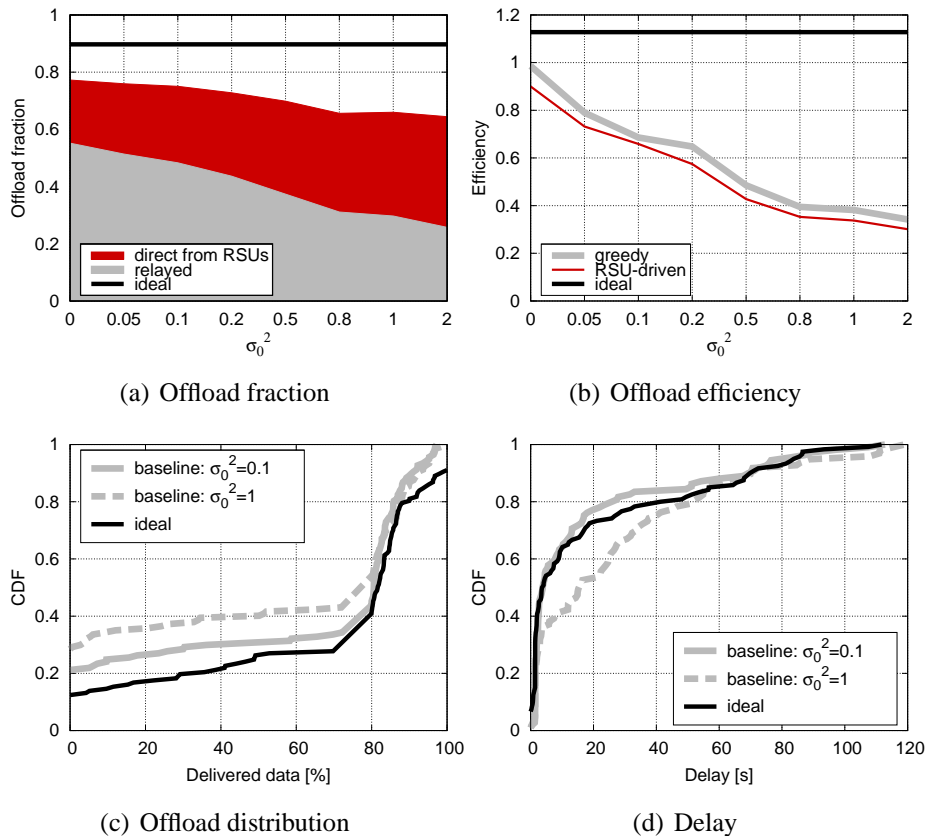 Offload fraction
1
0.8
0.6
0.4
0.2
0
direct from RSUs
relayed
ideal
0 0.05 0.1 0.2 0.5 0.8 1 2
σ₀²
(a) Offload fraction
Efficiency
1.2
1
0.8
0.6
0.4
0.2
0
greedy
RSU-driven
ideal
0 0.05 0.1 0.2 0.5 0.8 1 2
σ₀²
(b) Offload efficiency
CDF
1
0.8
0.6
0.4
0.2
0
baseline: σ₀²=0.1
baseline: σ₀²=1
ideal
0 20 40 60 80 100
Delivered data [%]
(c) Offload distribution
CDF
1
0.8
0.6
0.4
0.2
0
baseline: σ₀²=0.1
baseline: σ₀²=1
ideal
0 20 40 60 80 100 120
Delay [s]
(d) Delay